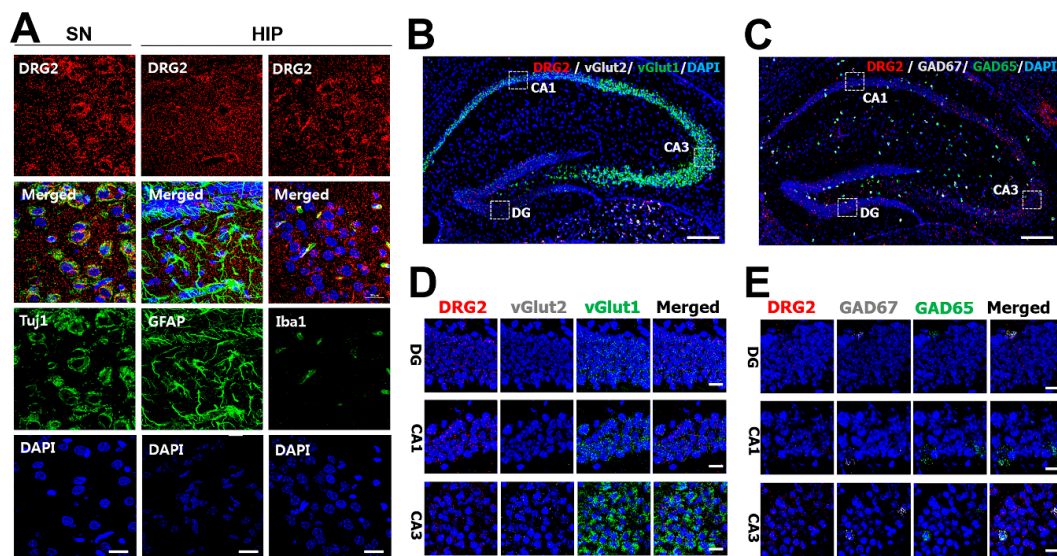 A
SN
HIP
DRG2
DRG2
DRG2
Merged
Merged
Merged
Tuj1
GFAP
Iba1
DAPI
DAPI
DAPI
B
DRG2 / vGlut2/ vGlut1/DAPI
CA1
CA3
DG
C
DRG2 / GAD67/ GAD65/DAPI
CA1
CA3
DG
D
DRG2 vGlut2 vGlut1 Merged
DG
CA1
CA3
E
DRG2 GAD67 GAD65 Merged
DG
CA1
CA3